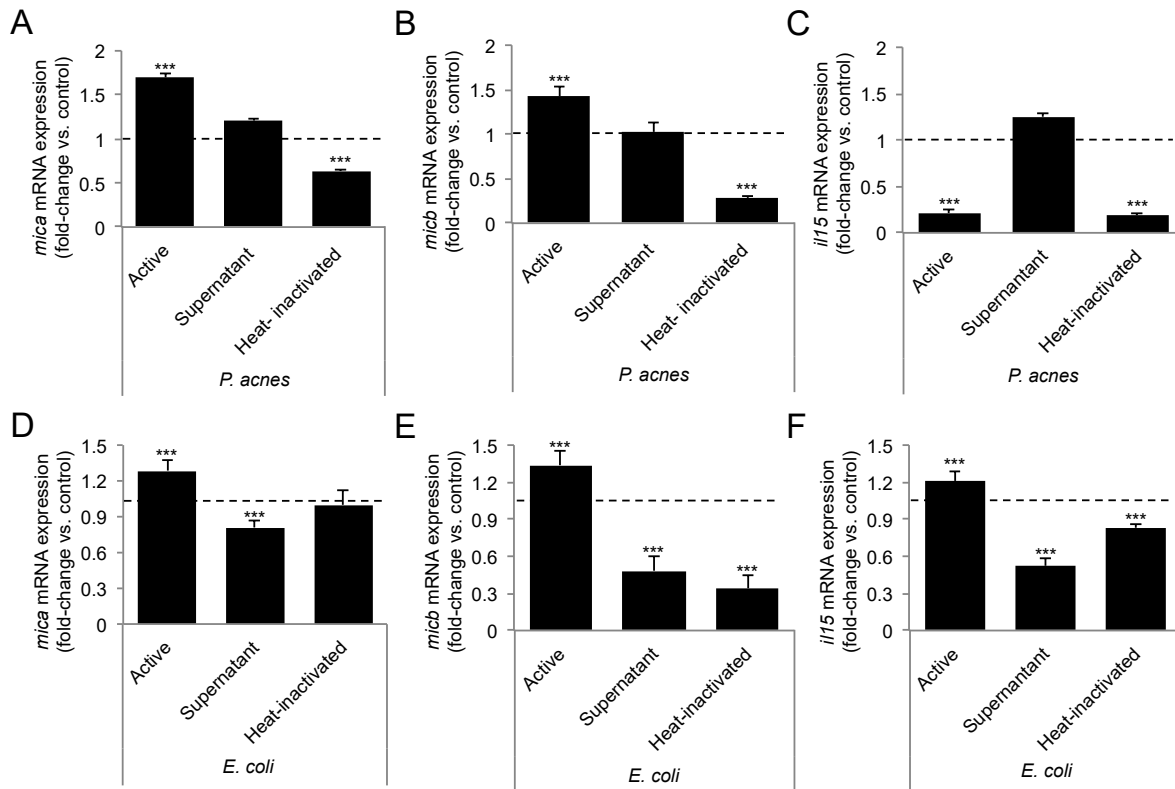 A
mica mRNA expression
(fold-change vs. control)
2
1.5
1
0.5
0
***
***
Active
Supernatant
Heat- inactivated
P. acnes
B
micb mRNA expression
(fold-change vs. control)
2
1.5
1
0.5
0
***
***
Active
Supernatant
Heat- inactivated
P. acnes
C
il15 mRNA expression
(fold-change vs. control)
2
1.5
1
0.5
0
***
***
Active
Supernantant
Heat-inactivated
P. acnes
D
mica mRNA expression
(fold-change vs. control)
1.5
1.2
0.9
0.6
0.3
0
***
***
Active
Supernatant
Heat-inactivated
E. coli
E
micb mRNA expression
(fold-change vs. control)
1.5
1.2
0.9
0.6
0.3
0
***
***
***
Active
Supernatant
Heat-inactivated
E. coli
F
il15 mRNA expression
(fold-change vs. control)
1.5
1.2
0.9
0.6
0.3
0
***
***
***
Active
Supernantant
Heat-inactivated
E. coli